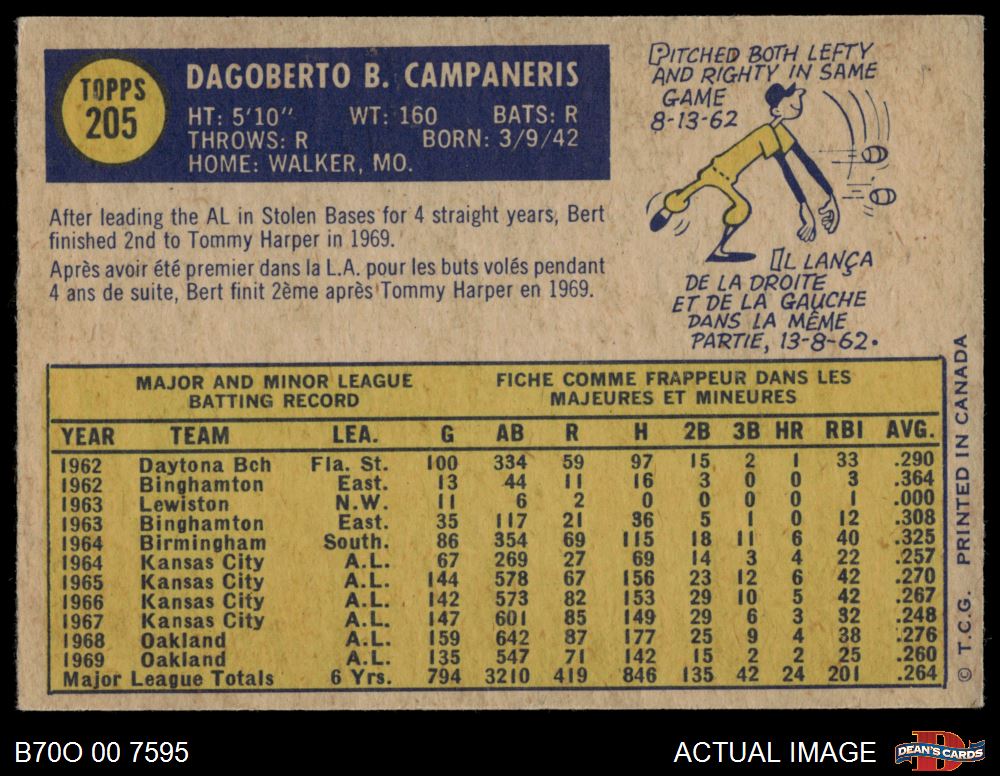 TOPPS
205
DAGOBERTO B. CAMPANERIS
HT: 5'10" WT: 160 BATS: R
THROWS: R BORN: 3/9/42
HOME: WALKER, MO.
PITCHED BOTH LEFTY
AND RIGHTY IN SAME
GAME
8-13-62
After leading the AL in Stolen Bases for 4 straight years, Bert
finished 2nd to Tommy Harper in 1969.
Après avoir été premier dans la L.A. pour les buts volés pendant
4 ans de suite, Bert finit 2ème après Tommy Harper en 1969.
IL LANÇA
DE LA DROITE
ET DE LA GAUCHE
DANS LA MÊME
PARTIE, 13-8-62.
MAJOR AND MINOR LEAGUE FICHE COMME FRAPPEUR DANS LES
BATTING RECORD MAJEURES ET MINEURES
YEAR TEAM LEA. G AB R H 2B 3B HR RBI AVG.
1962 Daytona Bch Fla. St. 100 334 59 97 15 2 1 33 .290
1962 Binghamton East. 13 44 11 16 3 0 0 3 .364
1963 Lewiston N.W. 11 6 2 0 0 0 0 1 .000
1963 Binghamton East. 35 117 21 36 5 1 0 12 .308
1964 Birmingham South. 86 354 69 115 18 11 6 40 .325
1964 Kansas City A.L. 67 269 27 69 14 3 4 22 .257
1965 Kansas City A.L. 144 578 67 156 23 12 6 42 .270
1966 Kansas City A.L. 142 573 82 153 29 10 5 42 .267
1967 Kansas City A.L. 147 601 85 149 29 6 3 32 .248
1968 Oakland A.L. 159 642 87 177 25 9 4 38 .276
1969 Oakland A.L. 135 547 71 142 15 2 2 25 .260
Major League Totals 6 Yrs. 794 3210 419 846 135 42 24 201 .264
© T.C.G. PRINTED IN CANADA
B70O 00 7595
ACTUAL IMAGE
DEAN'S CARDS